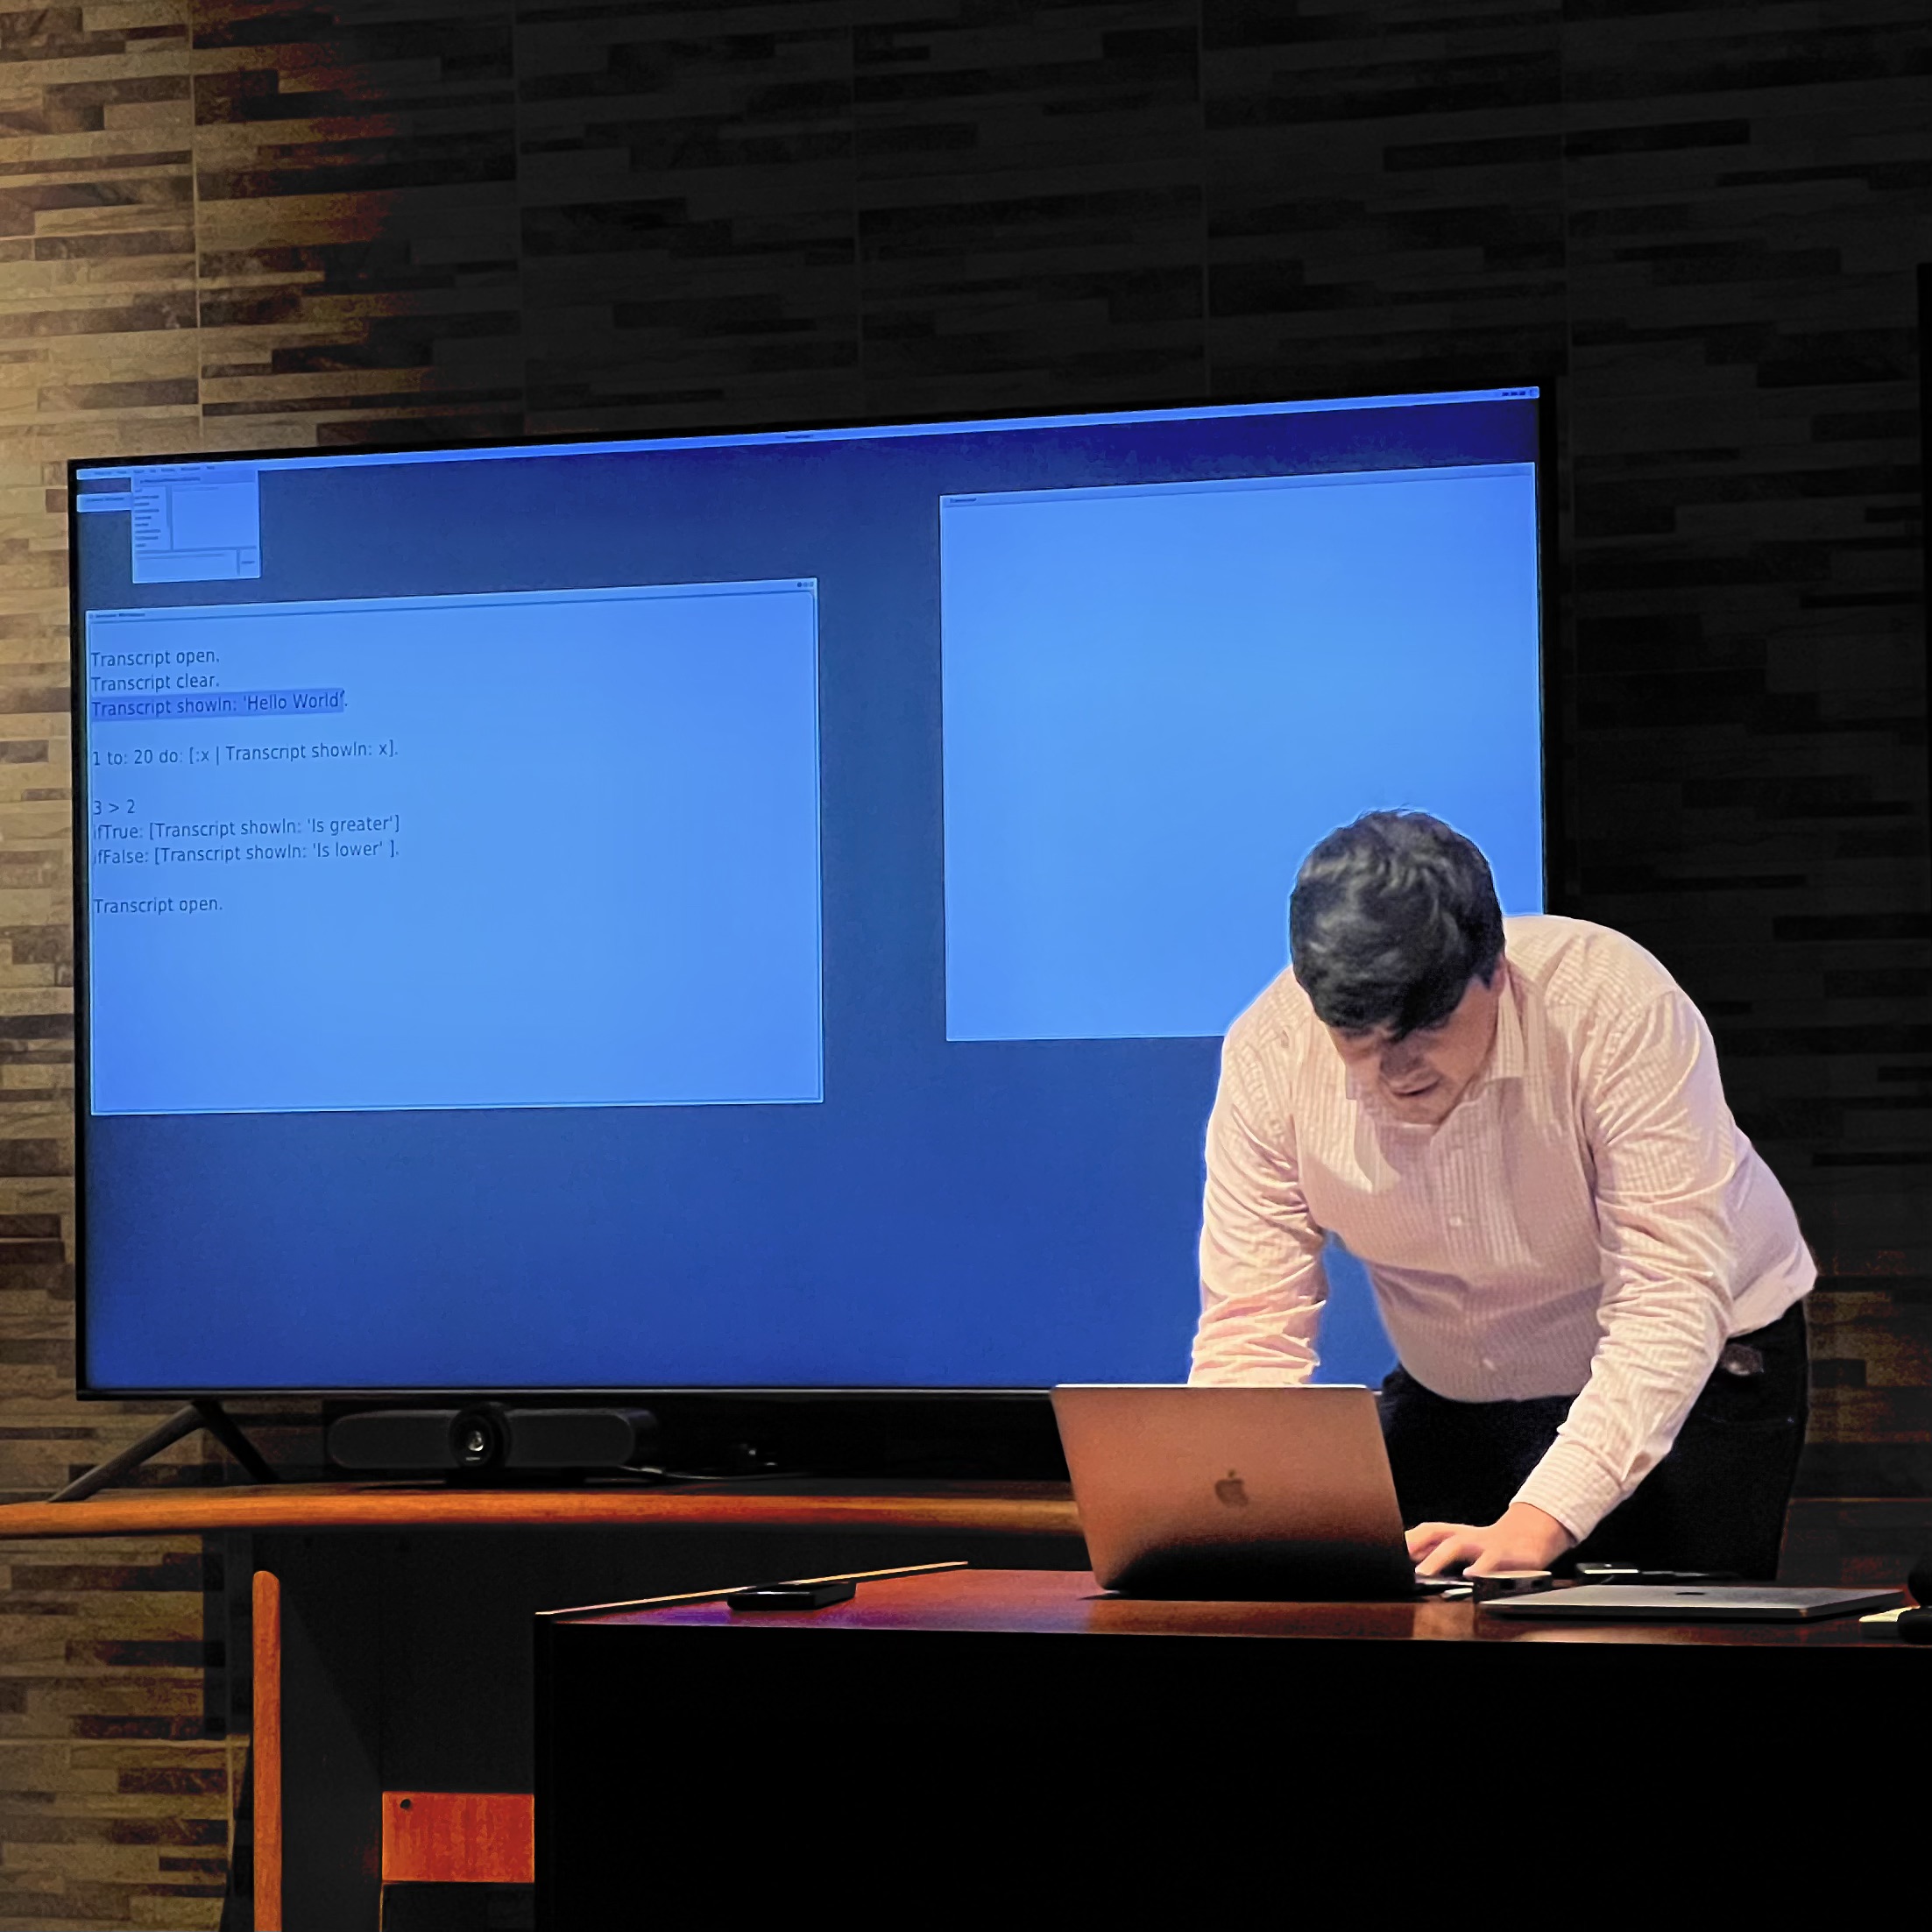 Transcript open.
Transcript clear.
Transcript showln: 'Hello World'.
1 to: 20 do: [:x | Transcript showln: x].
3 > 2
ifTrue: [Transcript showln: 'Is greater']
ifFalse: [Transcript showln: 'Is lower' ].
Transcript open.